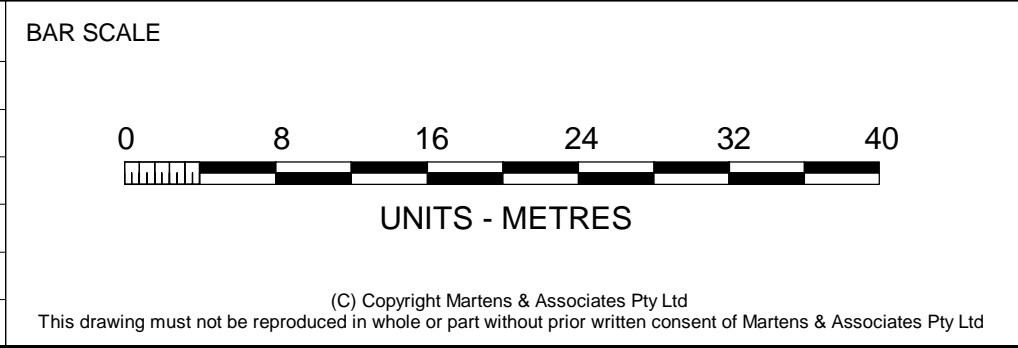 BAR SCALE
0 8 16 24 32 40
UNITS - METRES
(C) Copyright Martens & Associates Pty Ltd
This drawing must not be reproduced in whole or part without prior written consent of Martens & Associates Pty Ltd